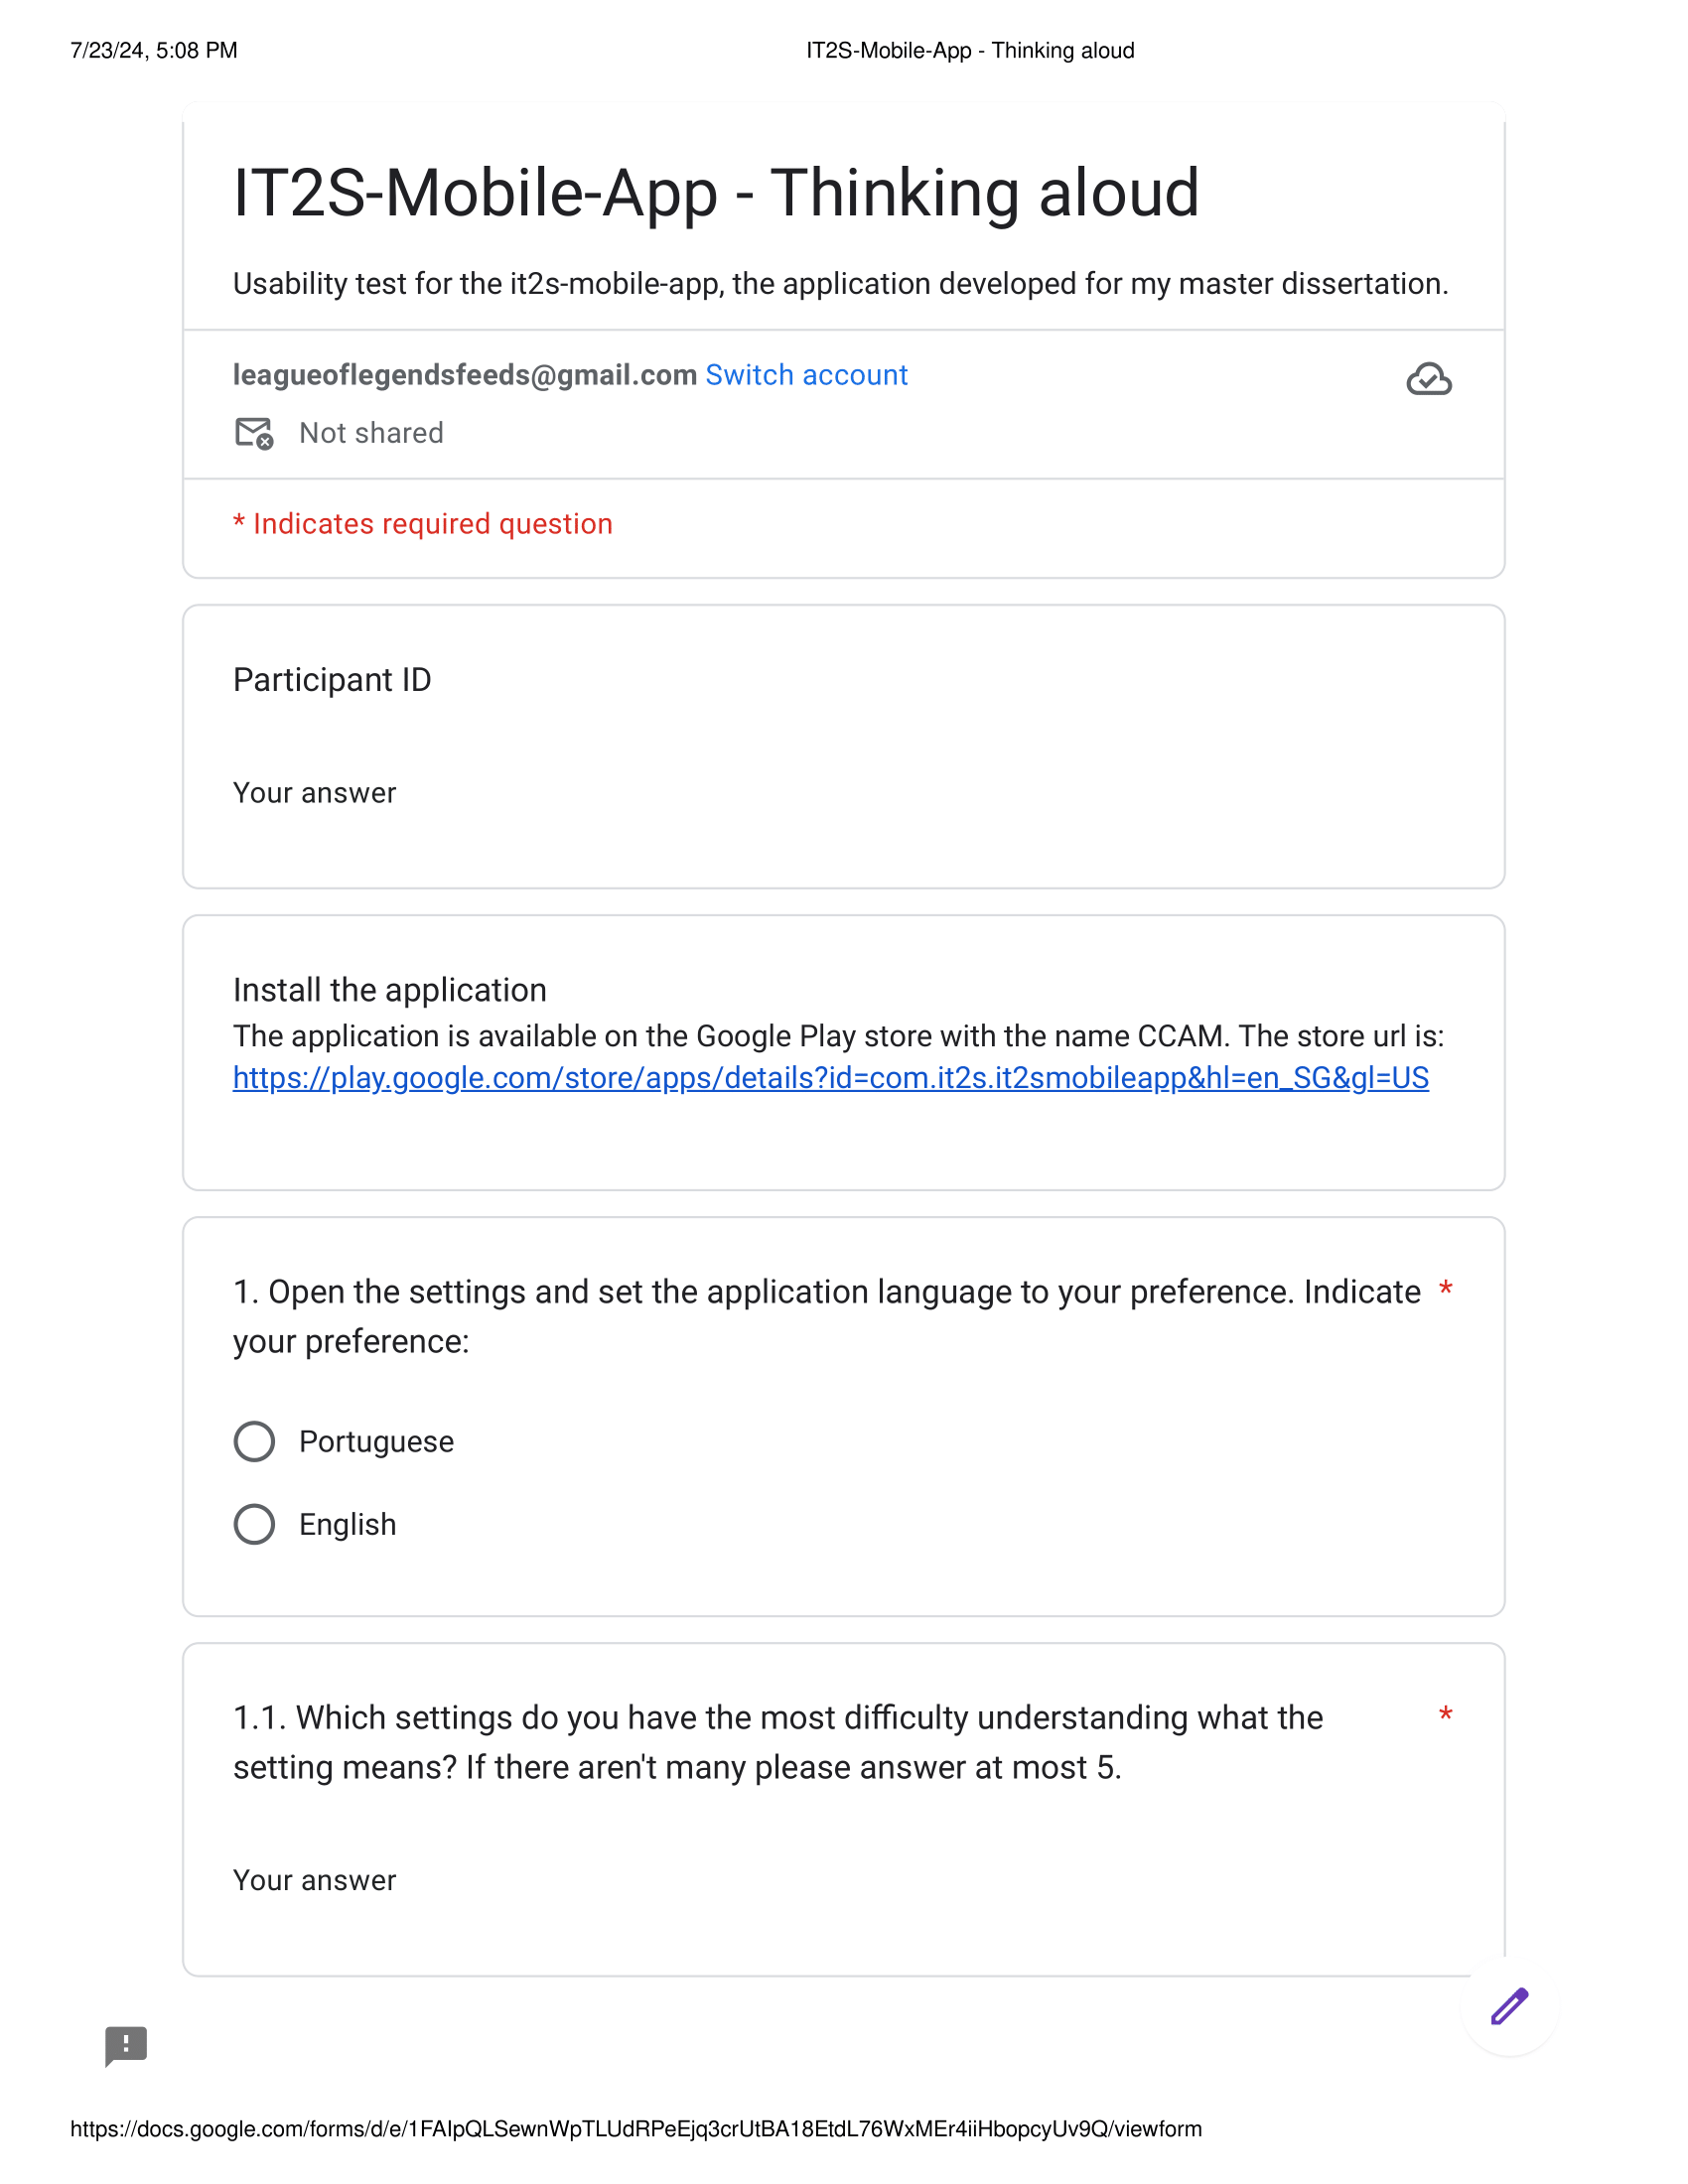 7/23/24, 5:08 PM
IT2S-Mobile-App - Thinking aloud
IT2S-Mobile-App - Thinking aloud
Usability test for the it2s-mobile-app, the application developed for my master dissertation.
leagueoflegendsfeeds@gmail.com Switch account
Not shared
* Indicates required question
Participant ID
Your answer
Install the application
The application is available on the Google Play store with the name CCAM. The store url is:
https://play.google.com/store/apps/details?id=com.it2s.it2smobileapp&hl=en_SG&gl=US
1. Open the settings and set the application language to your preference. Indicate *
your preference:
Portuguese
English
1.1. Which settings do you have the most difficulty understanding what the *
setting means? If there aren't many please answer at most 5.
Your answer
https://docs.google.com/forms/d/e/1FAIpQLSewnWpTLUdRPeEjq3crUtBA18EtdL76WxMEr4iiHbopcyUv9Q/viewform